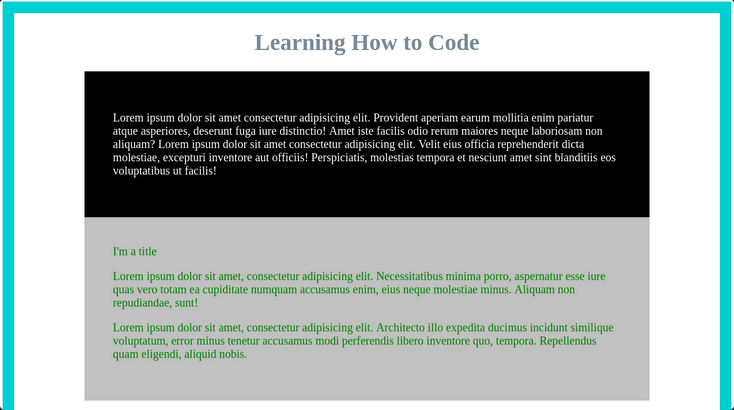 Learning How to Code
Lorem ipsum dolor sit amet consectetur adipisicing elit. Provident aperiam earum mollitia enim pariatur
atque asperiores, deserunt fuga iure distinctio! Amet iste facilis odio rerum maiores neque laboriosam non
aliquam? Lorem ipsum dolor sit amet consectetur adipisicing elit. Velit eius officia reprehenderit dicta
molestiae, excepturi inventore aut officiis! Perspiciatis, molestias tempora et nesciunt amet sint blanditiis eos
voluptatibus ut facilis!
I'm a title
Lorem ipsum dolor sit amet, consectetur adipisicing elit. Necessitatibus minima porro, aspernatur esse iure
quas vero totam ea cupiditate numquam accusamus enim, eius neque molestiae minus. Aliquam non
repudiandae, sunt!
Lorem ipsum dolor sit amet, consectetur adipisicing elit. Architecto illo expedita ducimus incidunt similique
voluptatum, error minus tenetur accusamus modi perferendis libero inventore quo, tempora. Repellendus
quam eligendi, aliquid nobis.